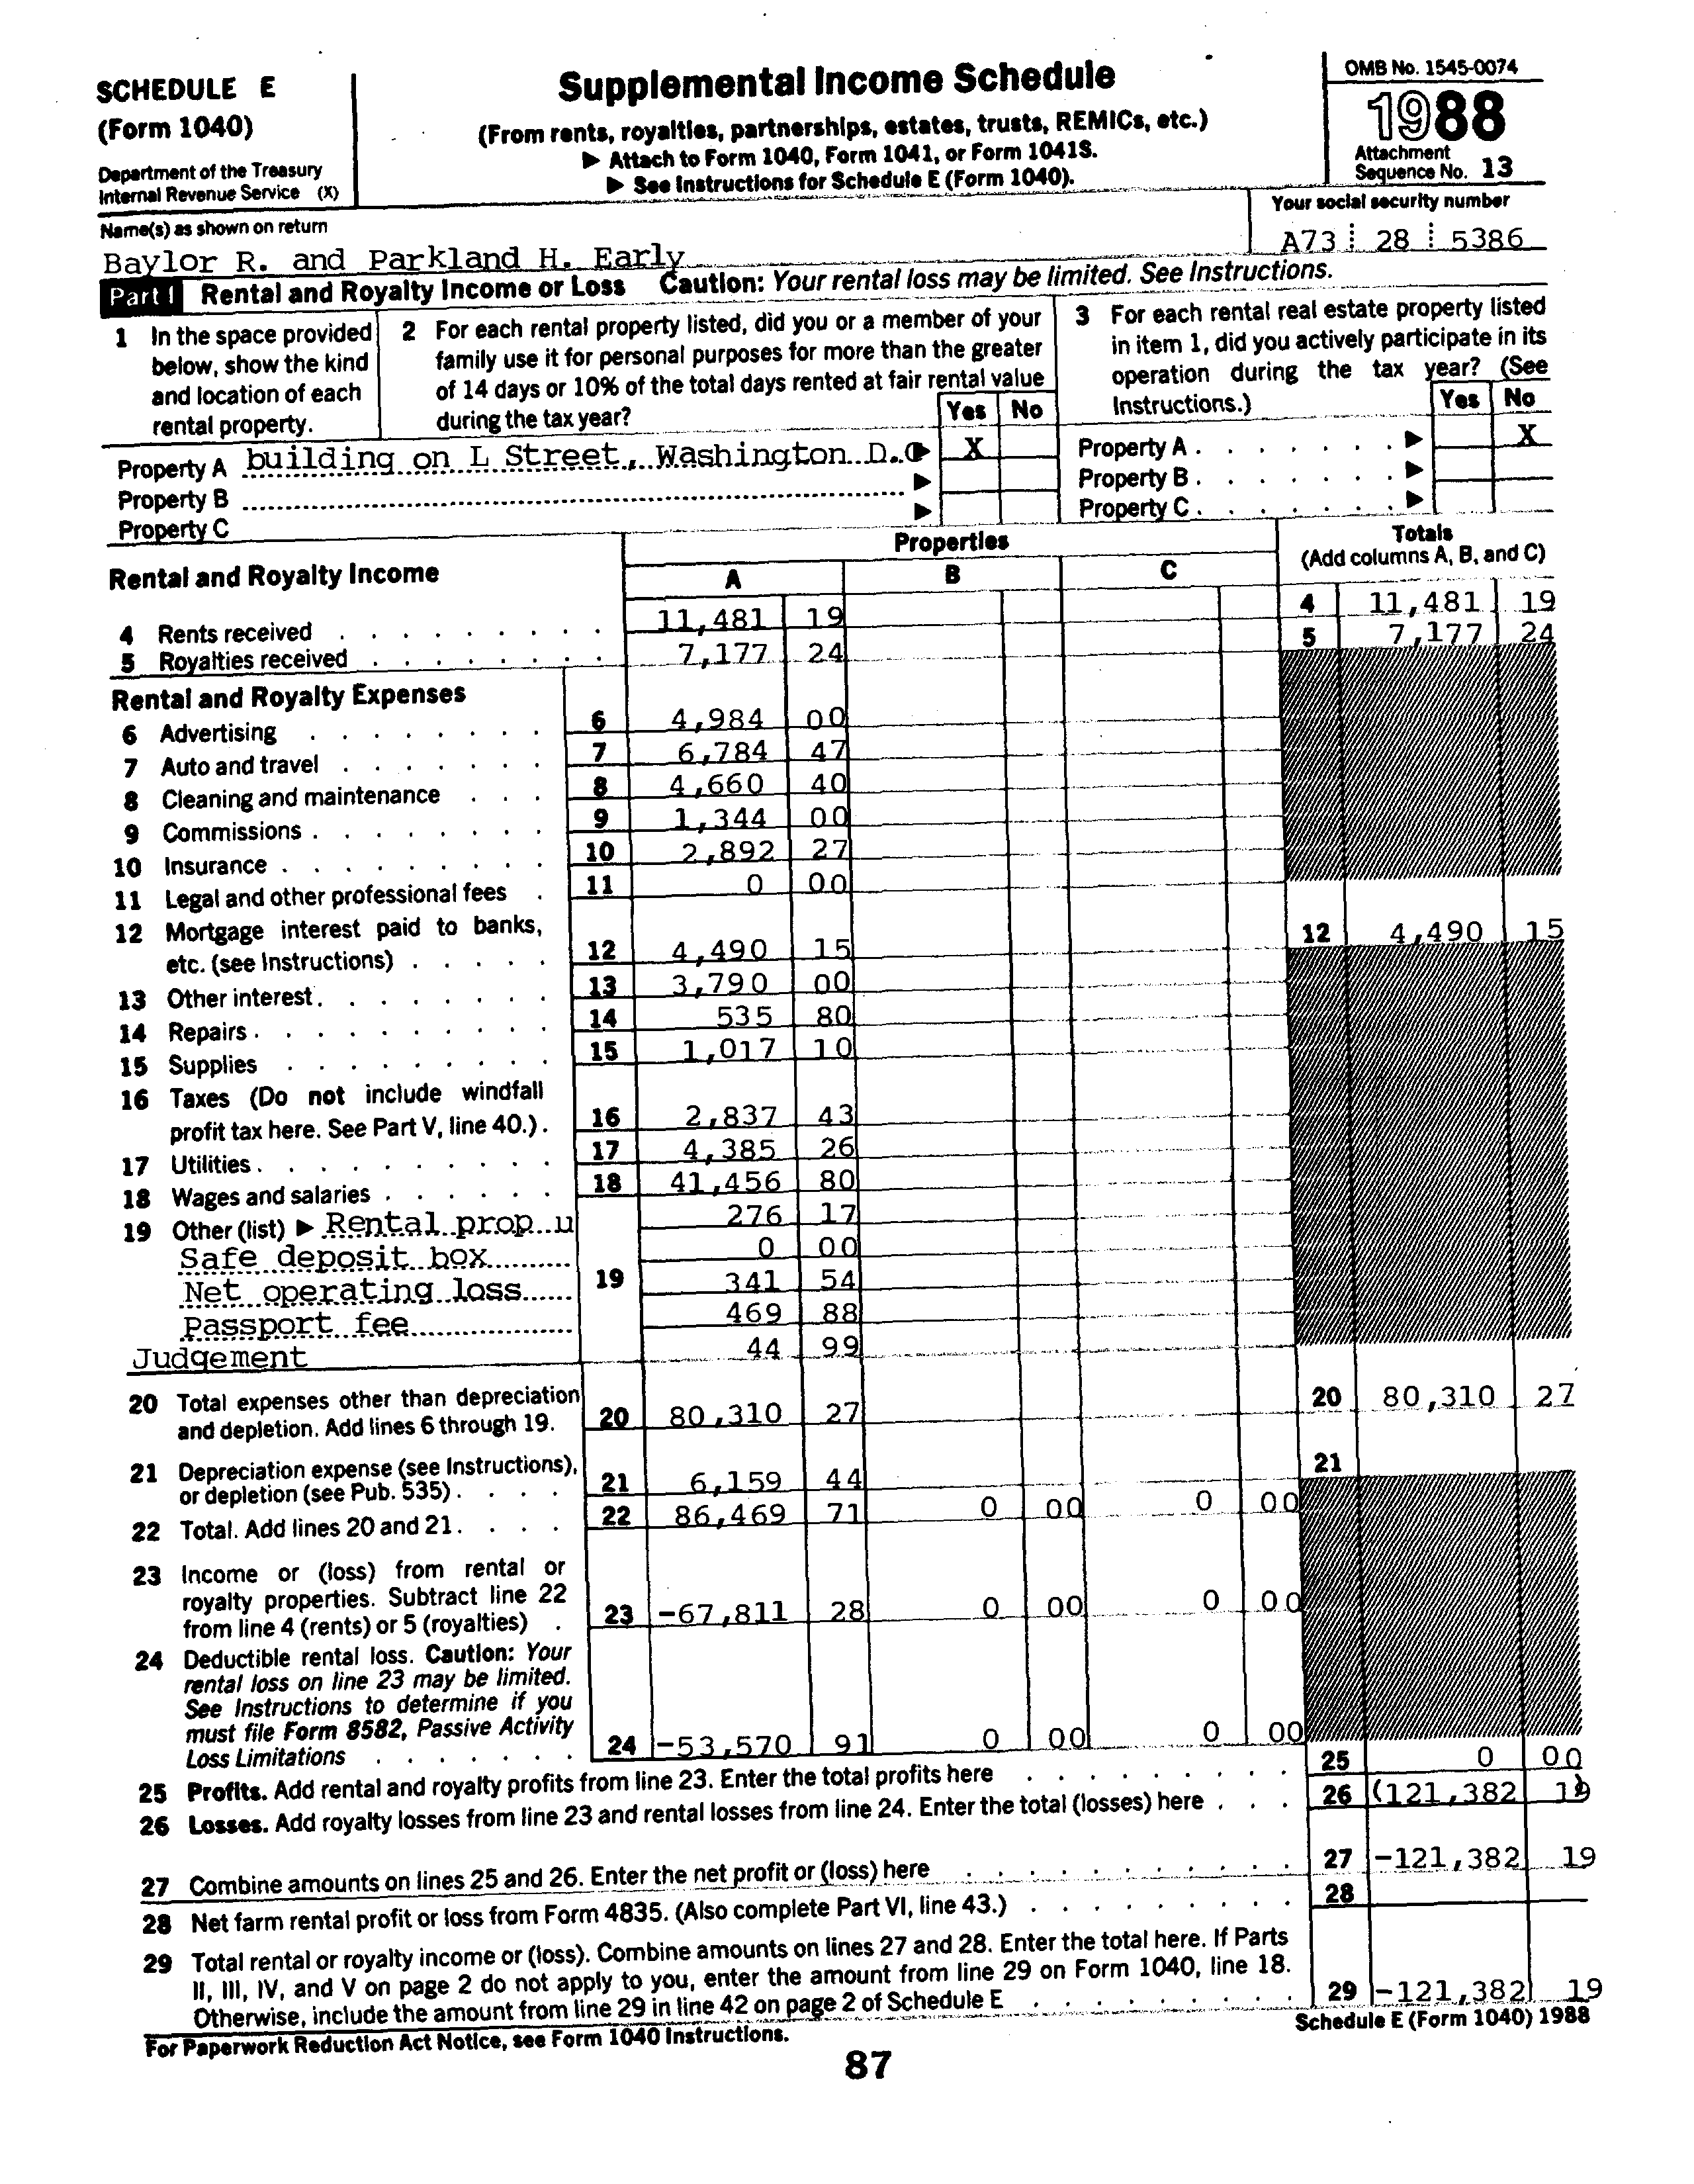 SCHEDULE E
(Form 1040)
Department of the Treasury
Internal Revenue Service (X)
Supplemental Income Schedule
(From rents, royalties, partnerships, estates, trusts, REMICs, etc.)
▶ Attach to Form 1040, Form 1041, or Form 1041S.
▶ See Instructions for Schedule E (Form 1040).
OMB No. 1545-0074
1988
Attachment
Sequence No. 13
Name(s) as shown on return
Baylor R. and Parkland H. Early
Your social security number
A73 28 5386
Part I Rental and Royalty Income or Loss Caution: Your rental loss may be limited. See Instructions.
1 In the space provided
below, show the kind
and location of each
rental property.
2 For each rental property listed, did you or a member of your
family use it for personal purposes for more than the greater
of 14 days or 10% of the total days rented at fair rental value
during the tax year?
Yes No
3 For each rental real estate property listed
in item 1, did you actively participate in its
operation during the tax year? (See
Instructions.)
Yes No
Property A building on L Street, Washington D.C ▶ X Property A . . . . . . . ▶ X
Property B ▶ Property B . . . . . . . ▶
Property C ▶ Property C . . . . . . . ▶
Rental and Royalty Income
Properties
A B C
Totals
(Add columns A, B, and C)
4 Rents received . . . . . . . . . 11,481 19 4 11,481 19
5 Royalties received . . . . . . . . 7,177 24 5 7,177 24
Rental and Royalty Expenses
6 Advertising . . . . . . . . 6 4,984 00
7 Auto and travel . . . . . . . 7 6,784 47
8 Cleaning and maintenance . . . 8 4,660 40
9 Commissions . . . . . . . . 9 1,344 00
10 Insurance . . . . . . . . . 10 2,892 27
11 Legal and other professional fees . 11 0 00
12 Mortgage interest paid to banks,
etc. (see Instructions) . . . . . 12 4,490 15 12 4,490 15
13 Other interest . . . . . . . . 13 3,790 00
14 Repairs . . . . . . . . . . 14 535 80
15 Supplies . . . . . . . . . 15 1,017 10
16 Taxes (Do not include windfall
profit tax here. See Part V, line 40.) . 16 2,837 43
17 Utilities . . . . . . . . . . 17 4,385 26
18 Wages and salaries . . . . . . 18 41,456 80
19 Other (list) ▶ Rental prop u 276 17
Safe deposit box 0 00
Net operating loss 19 341 54
Passport fee 469 88
Judgement 44 99
20 Total expenses other than depreciation
and depletion. Add lines 6 through 19. 20 80,310 27 20 80,310 27
21 Depreciation expense (see Instructions),
or depletion (see Pub. 535) . . . . 21 6,159 44 21
22 Total. Add lines 20 and 21 . . . . 22 86,469 71 0 00 0 00
23 Income or (loss) from rental or
royalty properties. Subtract line 22
from line 4 (rents) or 5 (royalties) . 23 -67,811 28 0 00 0 00
24 Deductible rental loss. Caution: Your
rental loss on line 23 may be limited.
See Instructions to determine if you
must file Form 8582, Passive Activity
Loss Limitations . . . . . . . 24 -53,570 91 0 00 0 00
25 Profits. Add rental and royalty profits from line 23. Enter the total profits here . . . . . . . . . 25 0 00
26 Losses. Add royalty losses from line 23 and rental losses from line 24. Enter the total (losses) here . . . 26 (121,382 19)
27 Combine amounts on lines 25 and 26. Enter the net profit or (loss) here . . . . . . . . . . . 27 -121,382 19
28 Net farm rental profit or loss from Form 4835. (Also complete Part VI, line 43.) . . . . . . . . . 28
29 Total rental or royalty income or (loss). Combine amounts on lines 27 and 28. Enter the total here. If Parts
II, III, IV, and V on page 2 do not apply to you, enter the amount from line 29 on Form 1040, line 18.
Otherwise, include the amount from line 29 in line 42 on page 2 of Schedule E . . . . . . . . . 29 -121,382 19
For Paperwork Reduction Act Notice, see Form 1040 Instructions.
Schedule E (Form 1040) 1988
87